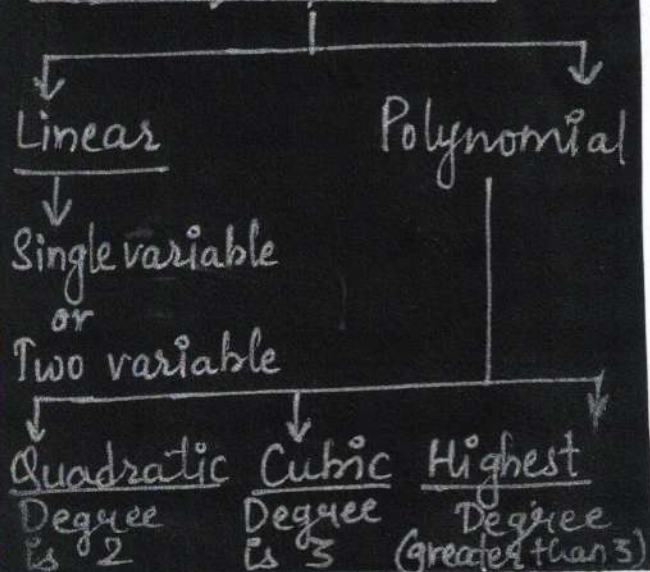 Linear
Polynomial
Single variable
or
Two variable
Quadratic
Degree
is 2
Cubic
Degree
is 3
Highest
Degree
(greater than 3)